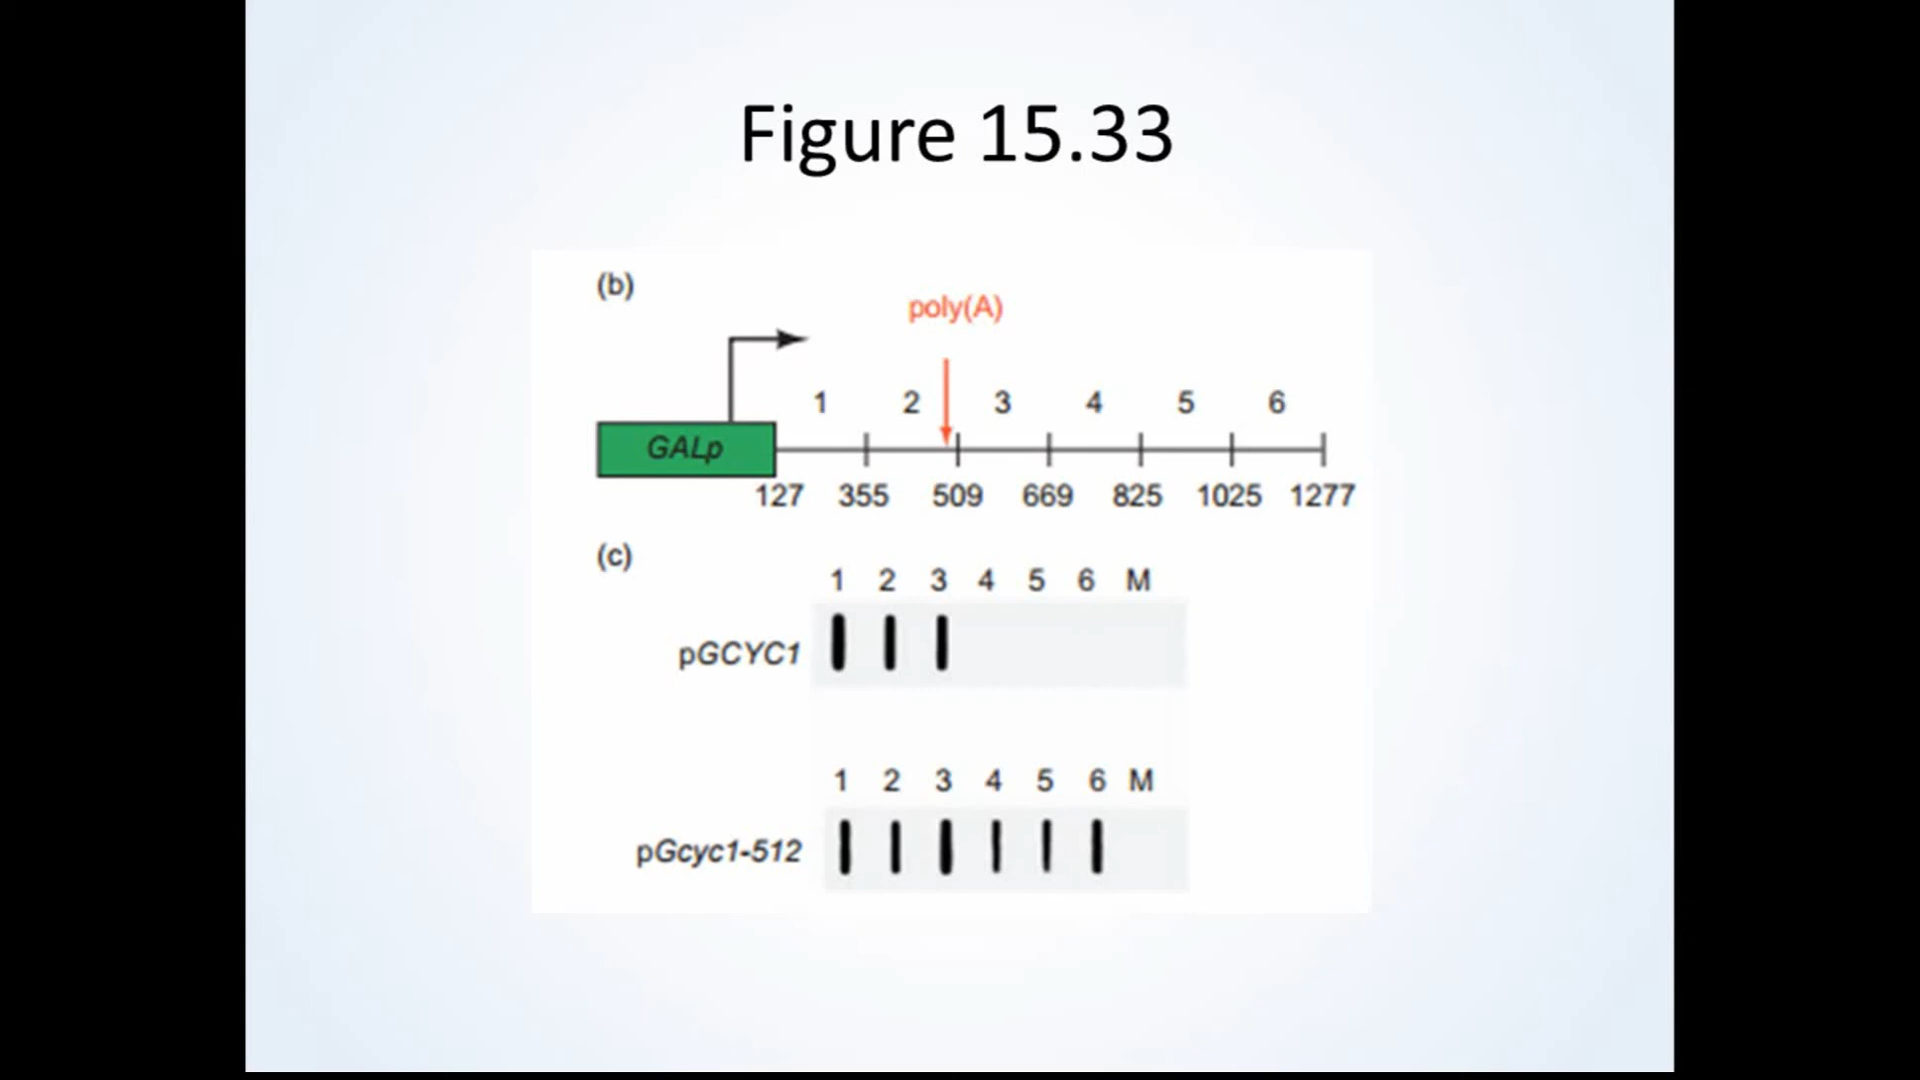 Figure 15.33
(b)
poly(A)
1 2 3 4 5 6
GALp
127 355 509 669 825 1025 1277
(c)
1 2 3 4 5 6 M
pGCYC1
1 2 3 4 5 6 M
pGcyc1-512